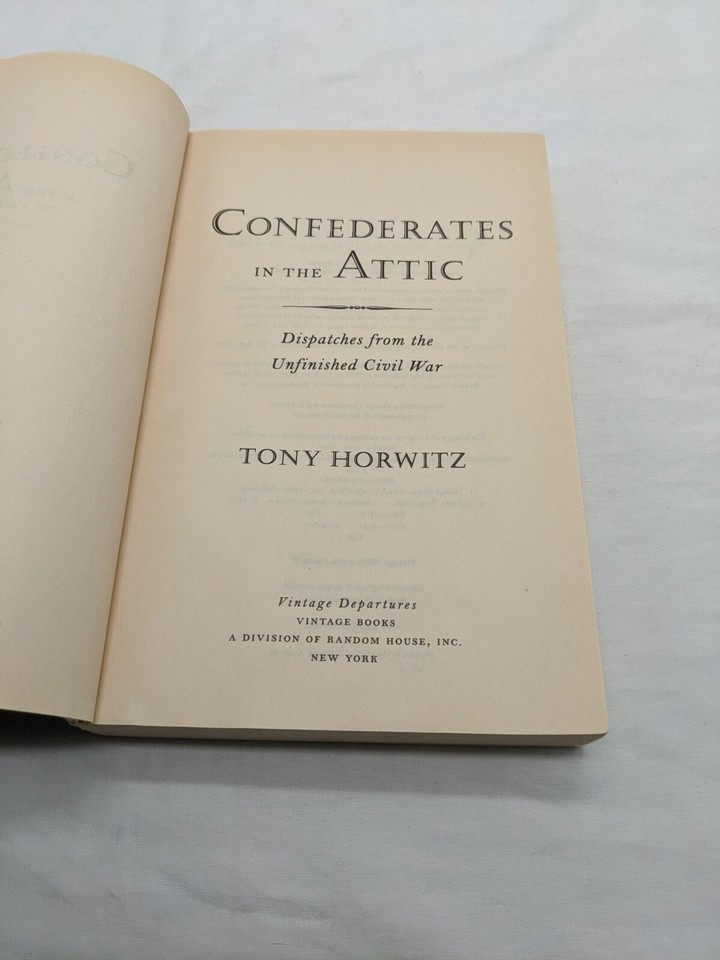 CONFEDERATES
IN THE ATTIC
Dispatches from the
Unfinished Civil War
TONY HORWITZ
Vintage Departures
VINTAGE BOOKS
A DIVISION OF RANDOM HOUSE, INC.
NEW YORK